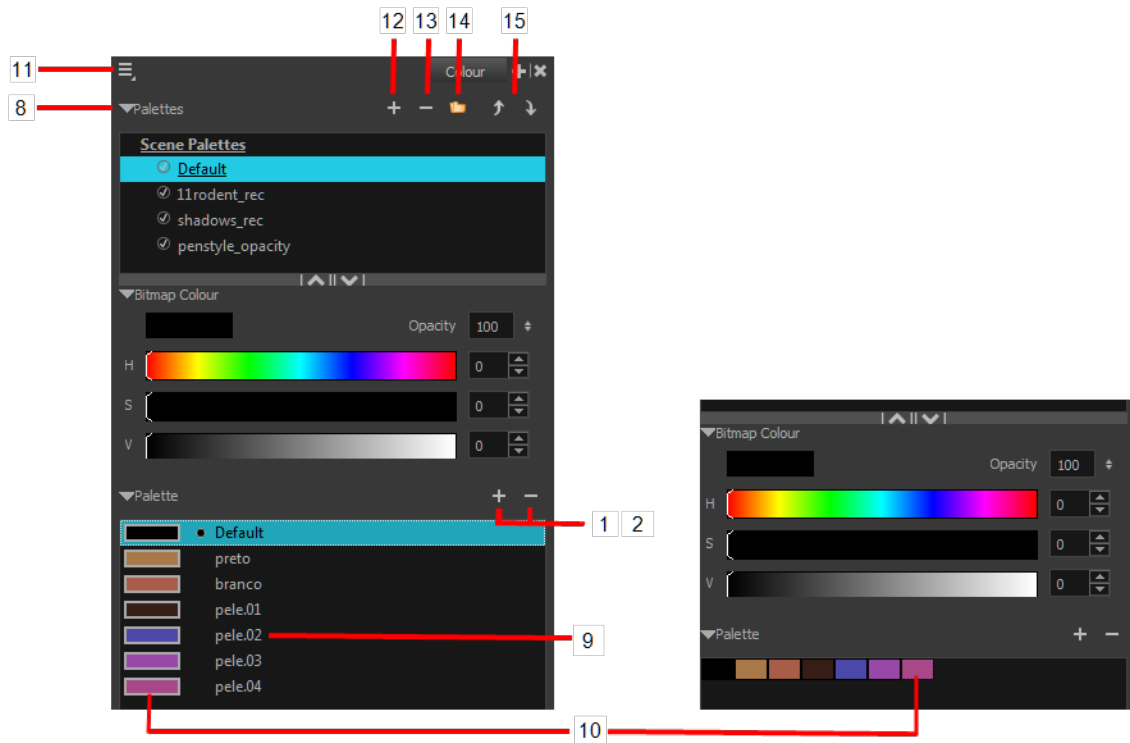 12 13 14 15
11
Colour
8
Palettes
Scene Palettes
Default
11rodent_rec
shadows_rec
penstyle_opacity
Bitmap Colour
Opacity 100
H 0
S 0
V 0
Palette
1 2
Default
preto
branco
pele.01
pele.02
9
pele.03
pele.04
10
Bitmap Colour
Opacity 100
H 0
S 0
V 0
Palette